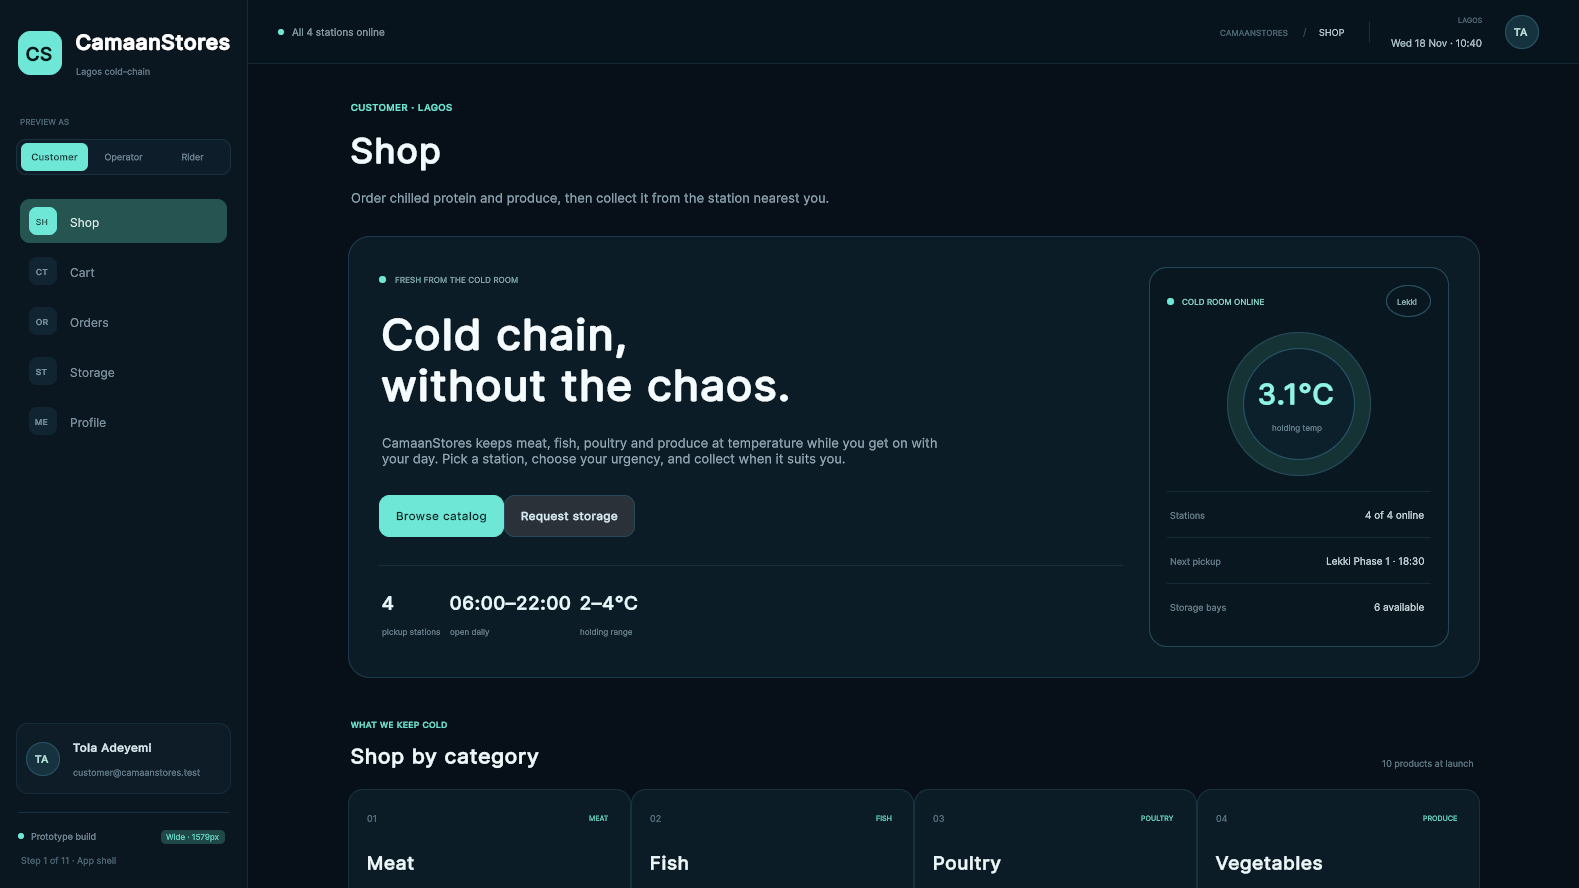 CS
CamaanStores
Lagos cold-chain
PREVIEW AS
Customer
Operator
Rider
SH
Shop
CT
Cart
OR
Orders
ST
Storage
ME
Profile
TA
Tola Adeyemi
customer@camaanstores.test
Prototype build
Wide · 1579px
Step 1 of 11 · App shell
All 4 stations online
CAMAANSTORES / SHOP
LAGOS
Wed 18 Nov · 10:40
TA
CUSTOMER · LAGOS
Shop
Order chilled protein and produce, then collect it from the station nearest you.
FRESH FROM THE COLD ROOM
Cold chain,
without the chaos.
CamaanStores keeps meat, fish, poultry and produce at temperature while you get on with
your day. Pick a station, choose your urgency, and collect when it suits you.
Browse catalog
Request storage
4
pickup stations
06:00–22:00
open daily
2–4°C
holding range
COLD ROOM ONLINE
Lekki
3.1°C
holding temp
Stations
4 of 4 online
Next pickup
Lekki Phase 1 · 18:30
Storage bays
6 available
WHAT WE KEEP COLD
Shop by category
10 products at launch
01
MEAT
Meat
02
FISH
Fish
03
POULTRY
Poultry
04
PRODUCE
Vegetables